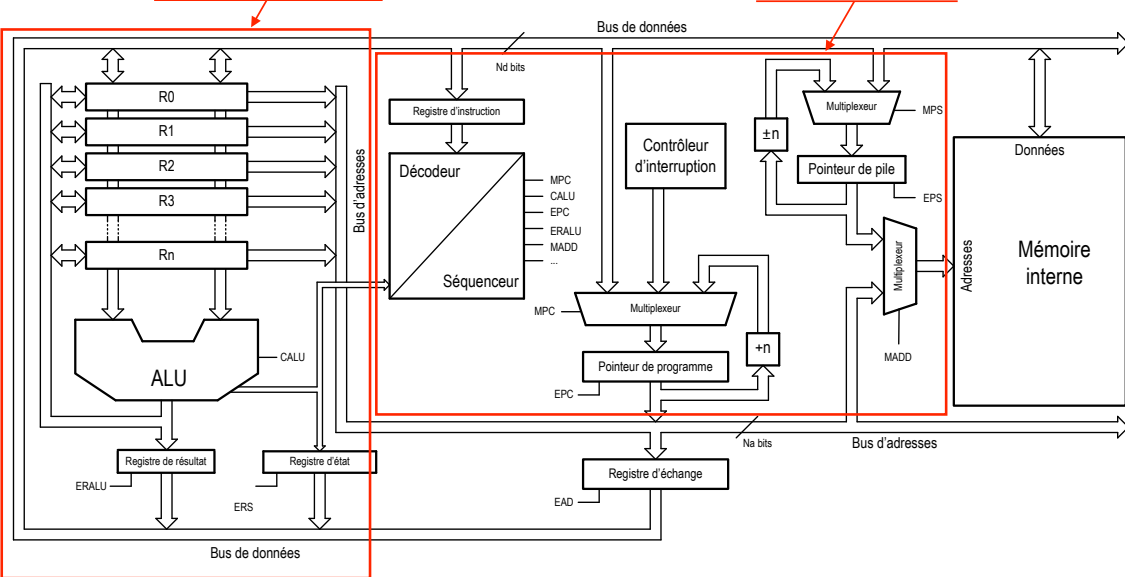 Bus de données
Nd bits
R0
R1
R2
R3
Rn
Bus d'adresses
ALU
CALU
Registre de résultat
ERALU
Registre d'état
ERS
Bus de données
Registre d'instruction
Décodeur
Séquenceur
MPC
CALU
EPC
ERALU
MADD
...
Contrôleur
d'interruption
Multiplexeur
MPC
Pointeur de programme
EPC
+n
±n
Multiplexeur
MPS
Pointeur de pile
EPS
Multiplexeur
MADD
Adresses
Données
Mémoire
interne
Na bits
Bus d'adresses
Registre d'échange
EAD